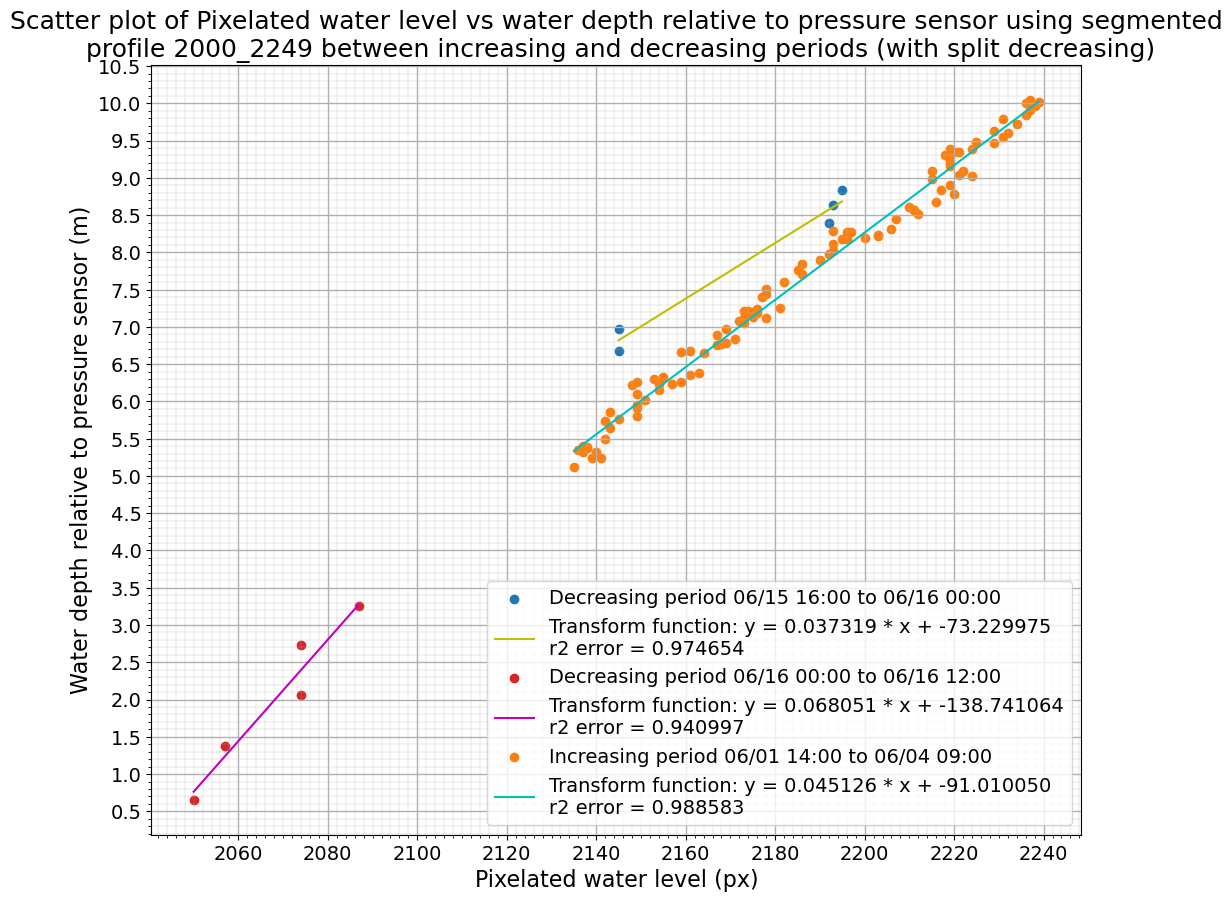 Scatter plot of Pixelated water level vs water depth relative to pressure sensor using segmented
profile 2000_2249 between increasing and decreasing periods (with split decreasing)
10.5
10.0
9.5
9.0
8.5
8.0
7.5
7.0
6.5
6.0
5.5
5.0
4.5
4.0
3.5
3.0
2.5
2.0
1.5
1.0
0.5
Water depth relative to pressure sensor (m)
Decreasing period 06/15 16:00 to 06/16 00:00
Transform function: y = 0.037319 * x + -73.229975
r2 error = 0.974654
Decreasing period 06/16 00:00 to 06/16 12:00
Transform function: y = 0.068051 * x + -138.741064
r2 error = 0.940997
Increasing period 06/01 14:00 to 06/04 09:00
Transform function: y = 0.045126 * x + -91.010050
r2 error = 0.988583
2060 2080 2100 2120 2140 2160 2180 2200 2220 2240
Pixelated water level (px)